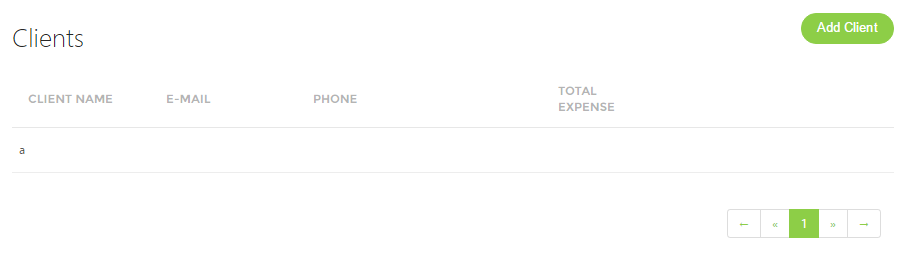 Clients
Add Client
CLIENT NAME E-MAIL PHONE TOTAL
EXPENSE
a
← « 1 » →